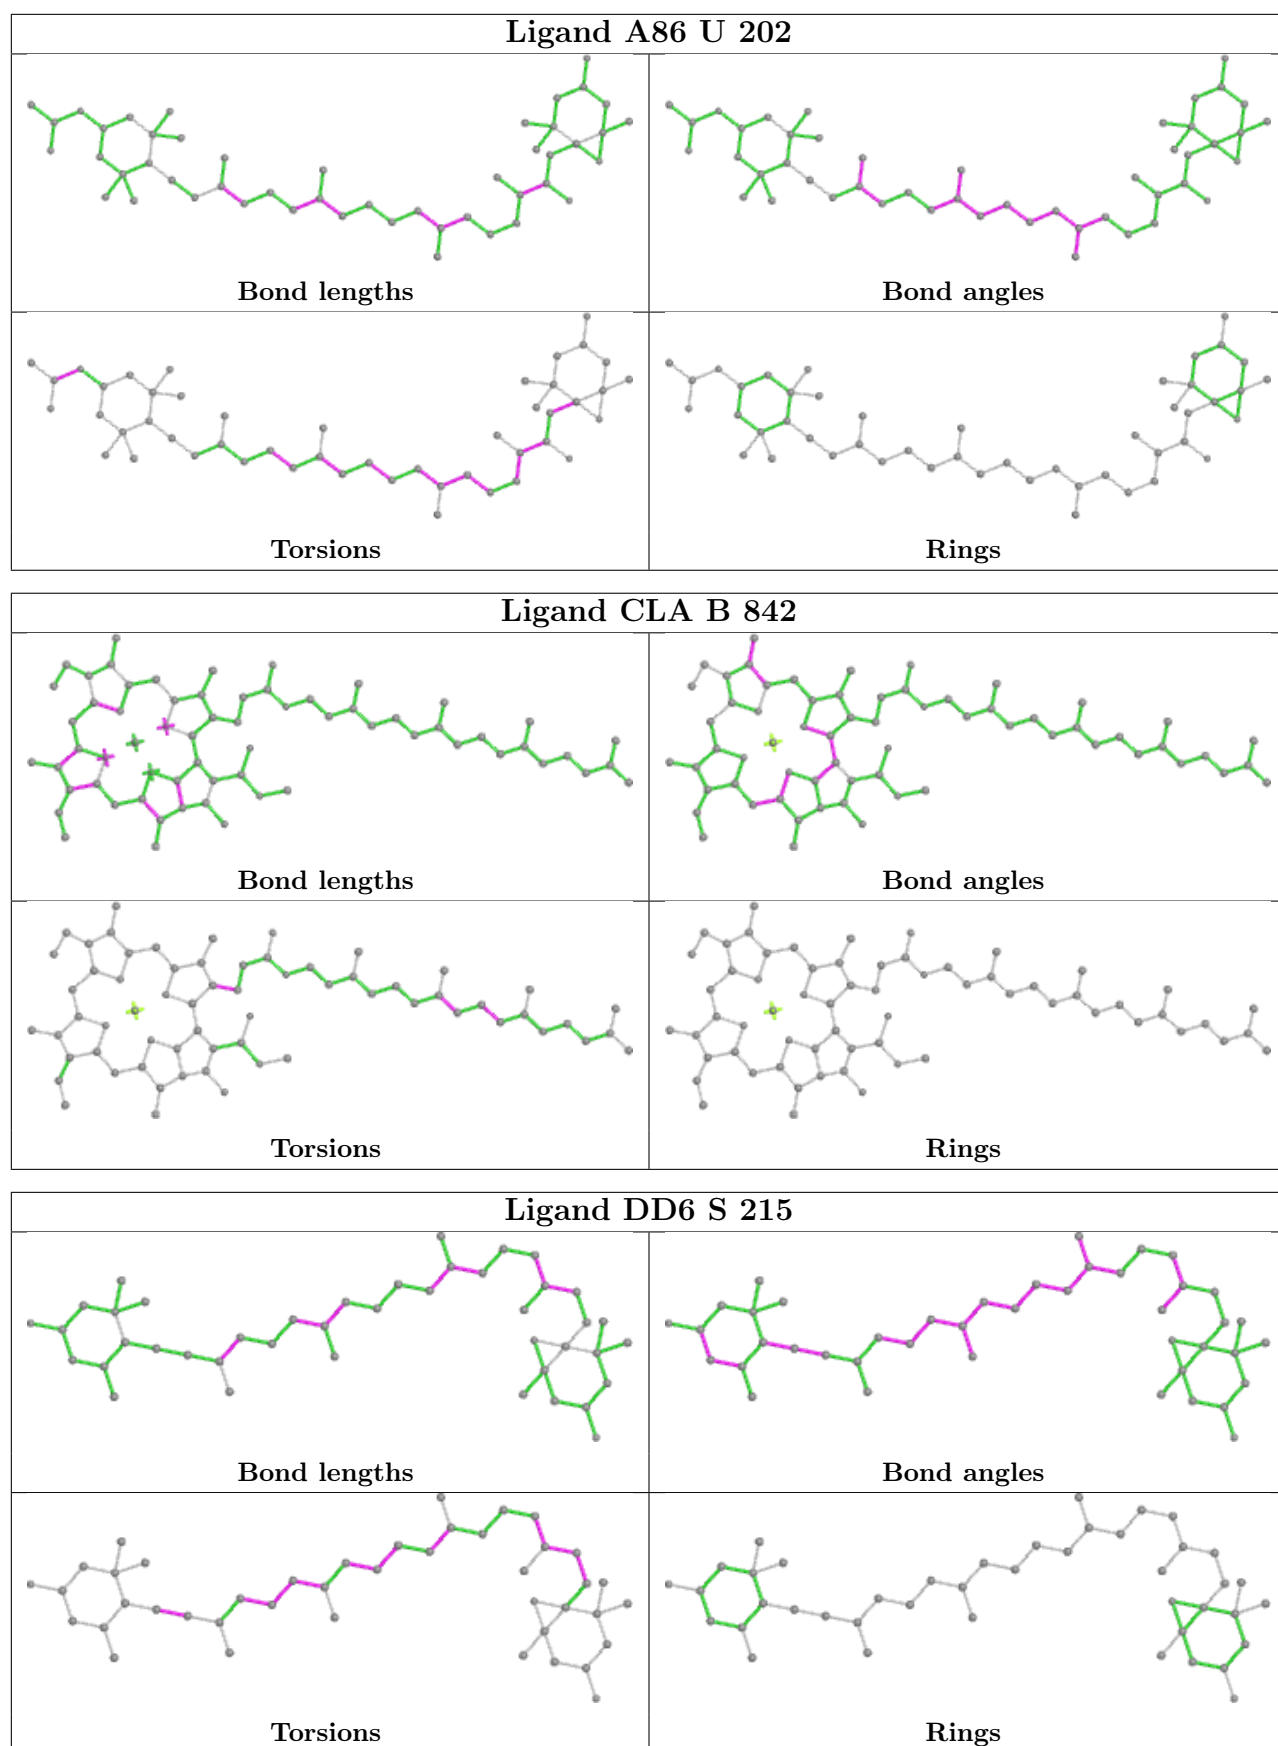 Ligand A86 U 202
Bond lengths
Bond angles
Torsions
Rings
Ligand CLA B 842
Bond lengths
Bond angles
Torsions
Rings
Ligand DD6 S 215
Bond lengths
Bond angles
Torsions
Rings